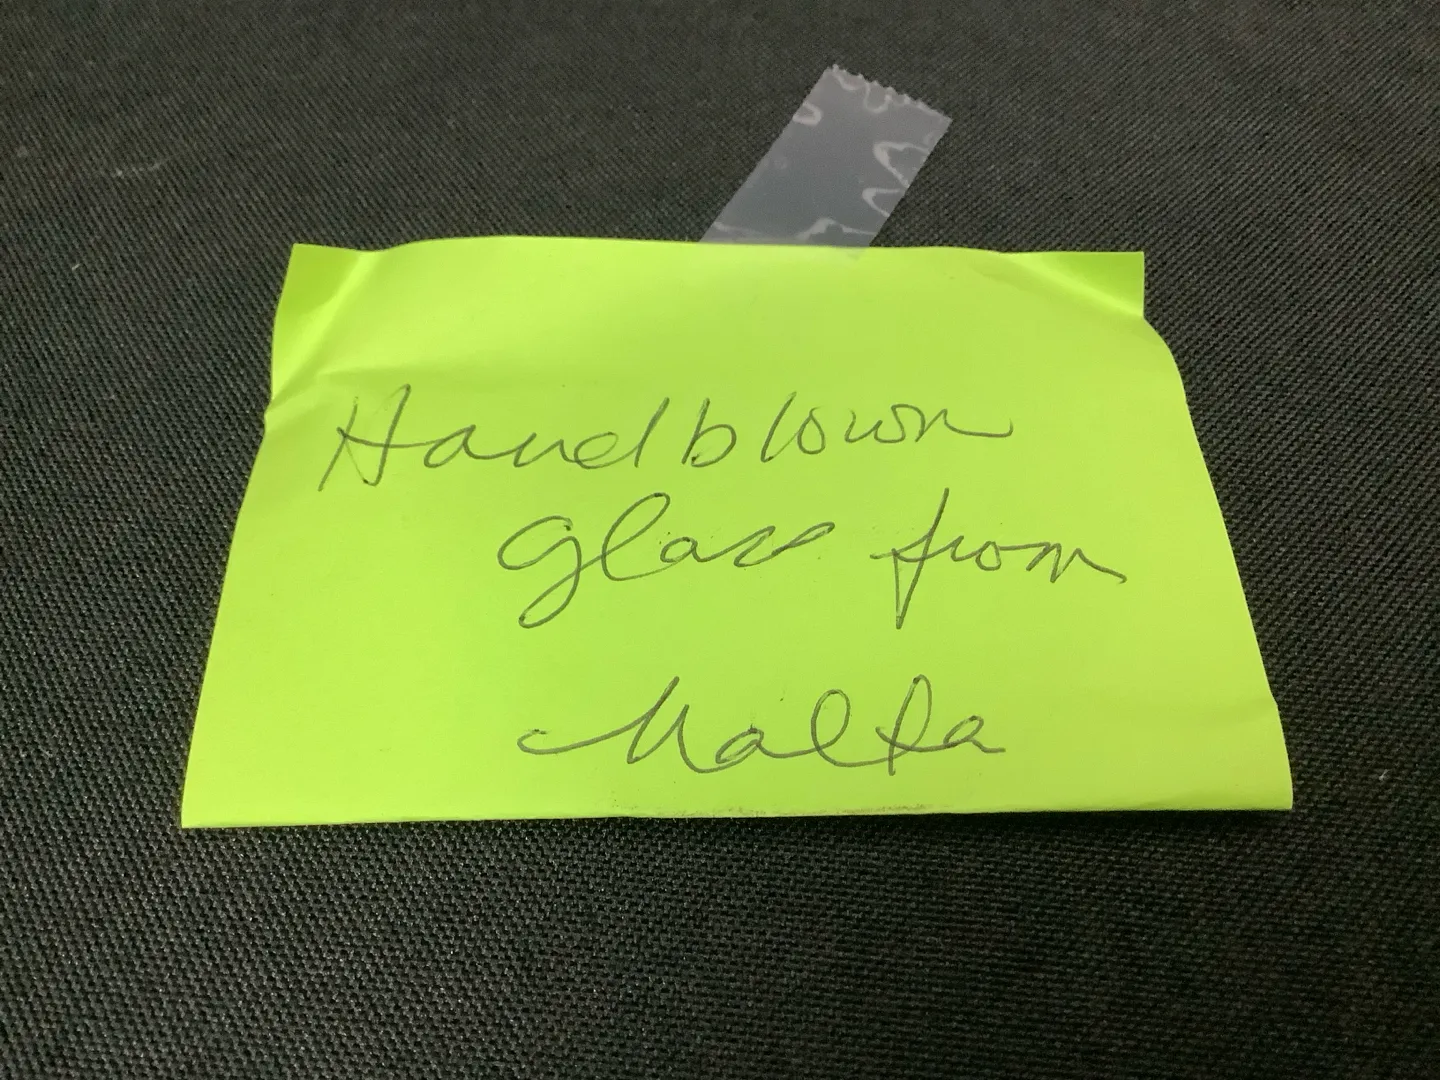 Handblown
glass from
Malta